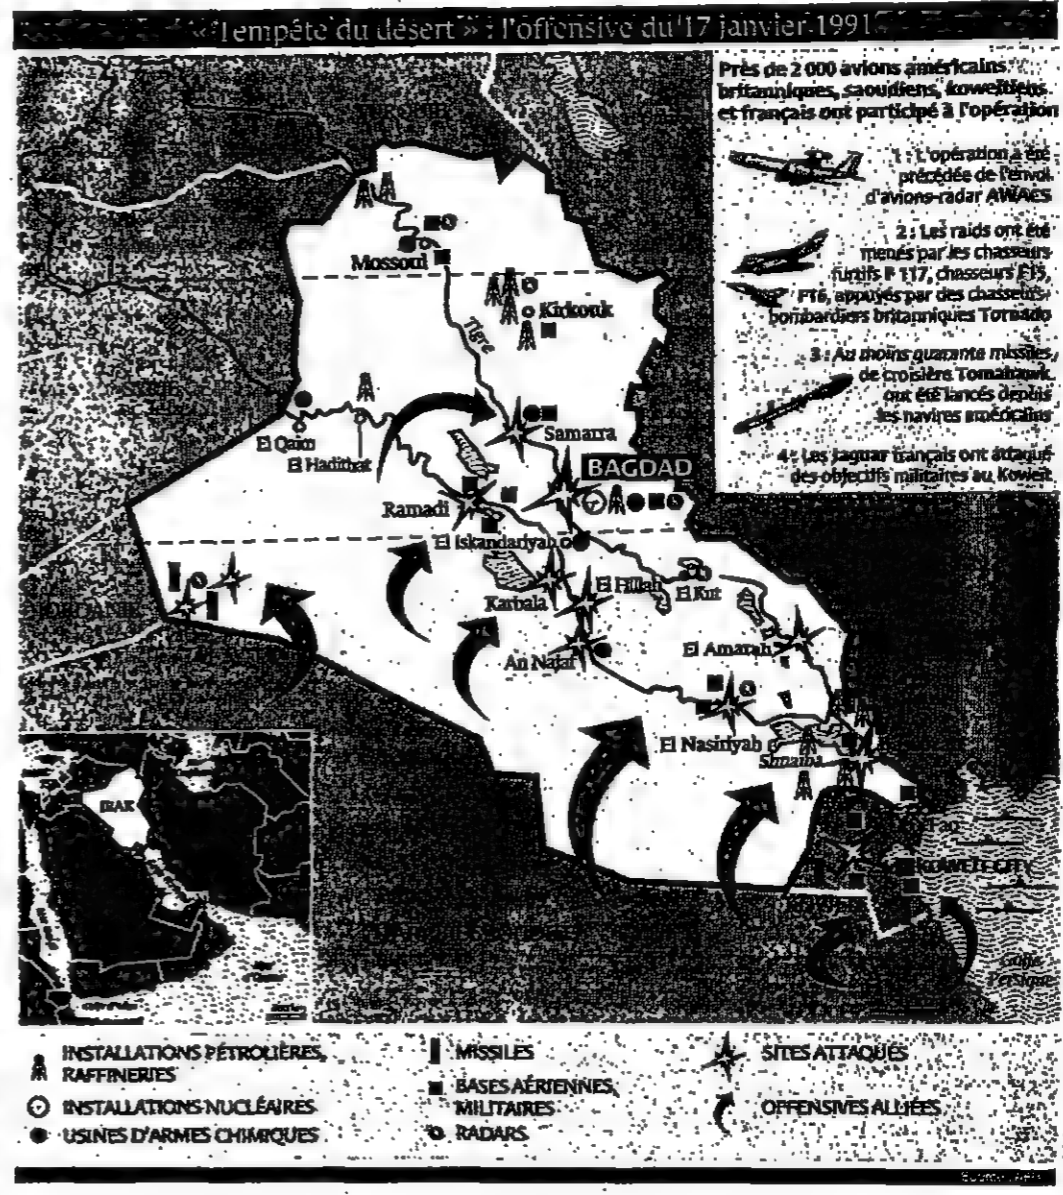 « Tempête du désert » : l'offensive du 17 janvier 1991
Près de 2 000 avions américains
britanniques, saoudiens, koweïtiens
et français ont participé à l'opération
1 : L'opération a été
précédée de l'envoi
d'avions-radar AWACS
2 : Les raids ont été
menés par les chasseurs
furtifs F 117, chasseurs F15,
F16, appuyés par des chasseurs-
bombardiers britanniques Tornado
3 : Au moins quarante missiles
de croisière Tomahawk
ont été lancés depuis
les navires américains
4 : Les Jaguar français ont attaqué
des objectifs militaires au Koweït
Mossoul
Tigre
Kirkouk
El Qaim
El Hadithat
Samarra
BAGDAD
Ramadi
El Iskandariyah
JORDANIE
Karbala
El Hillah
El Kut
An Najaf
El Amarah
El Nasiriyah
Shuaiba
IRAK
KOWEIT-CITY
Golfe
Persique
INSTALLATIONS PÉTROLIÈRES,
RAFFINERIES
INSTALLATIONS NUCLÉAIRES
USINES D'ARMES CHIMIQUES
MISSILES
BASES AÉRIENNES,
MILITAIRES
RADARS
SITES ATTAQUÉS
OFFENSIVES ALLIÉES
Source : AFP